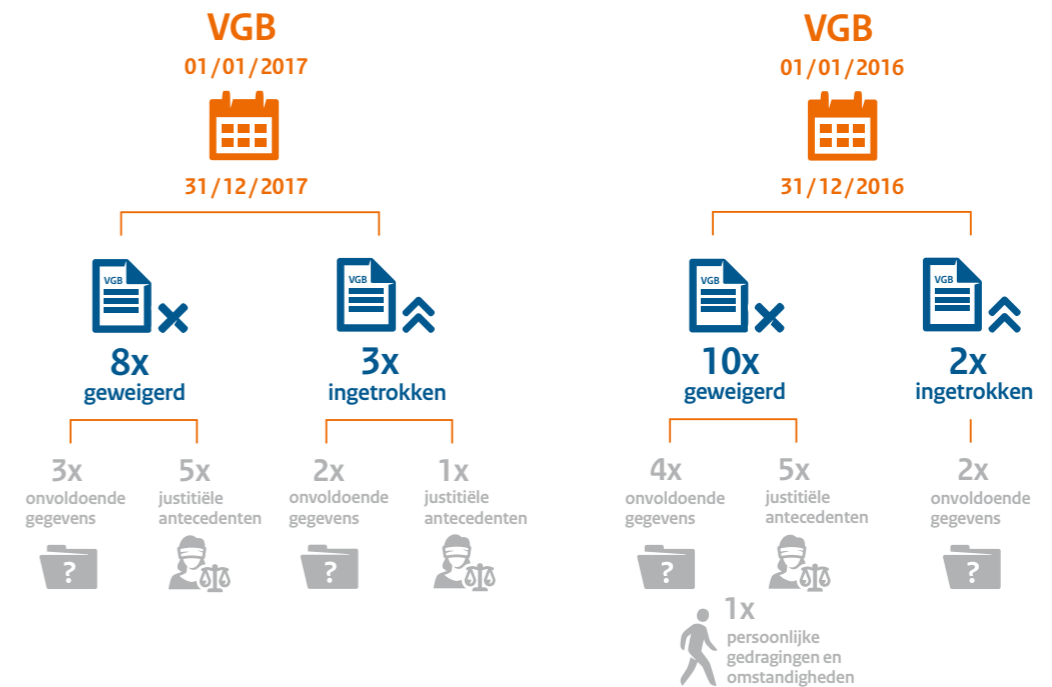 VGB
01/01/2017
31/12/2017
VGB
8x
geweigerd
VGB
3x
ingetrokken
3x
onvoldoende
gegevens
?
5x
justitiële
antecedenten
2x
onvoldoende
gegevens
?
1x
justitiële
antecedenten
VGB
01/01/2016
31/12/2016
VGB
10x
geweigerd
VGB
2x
ingetrokken
4x
onvoldoende
gegevens
?
5x
justitiële
antecedenten
1x
persoonlijke
gedragingen en
omstandigheden
2x
onvoldoende
gegevens
?